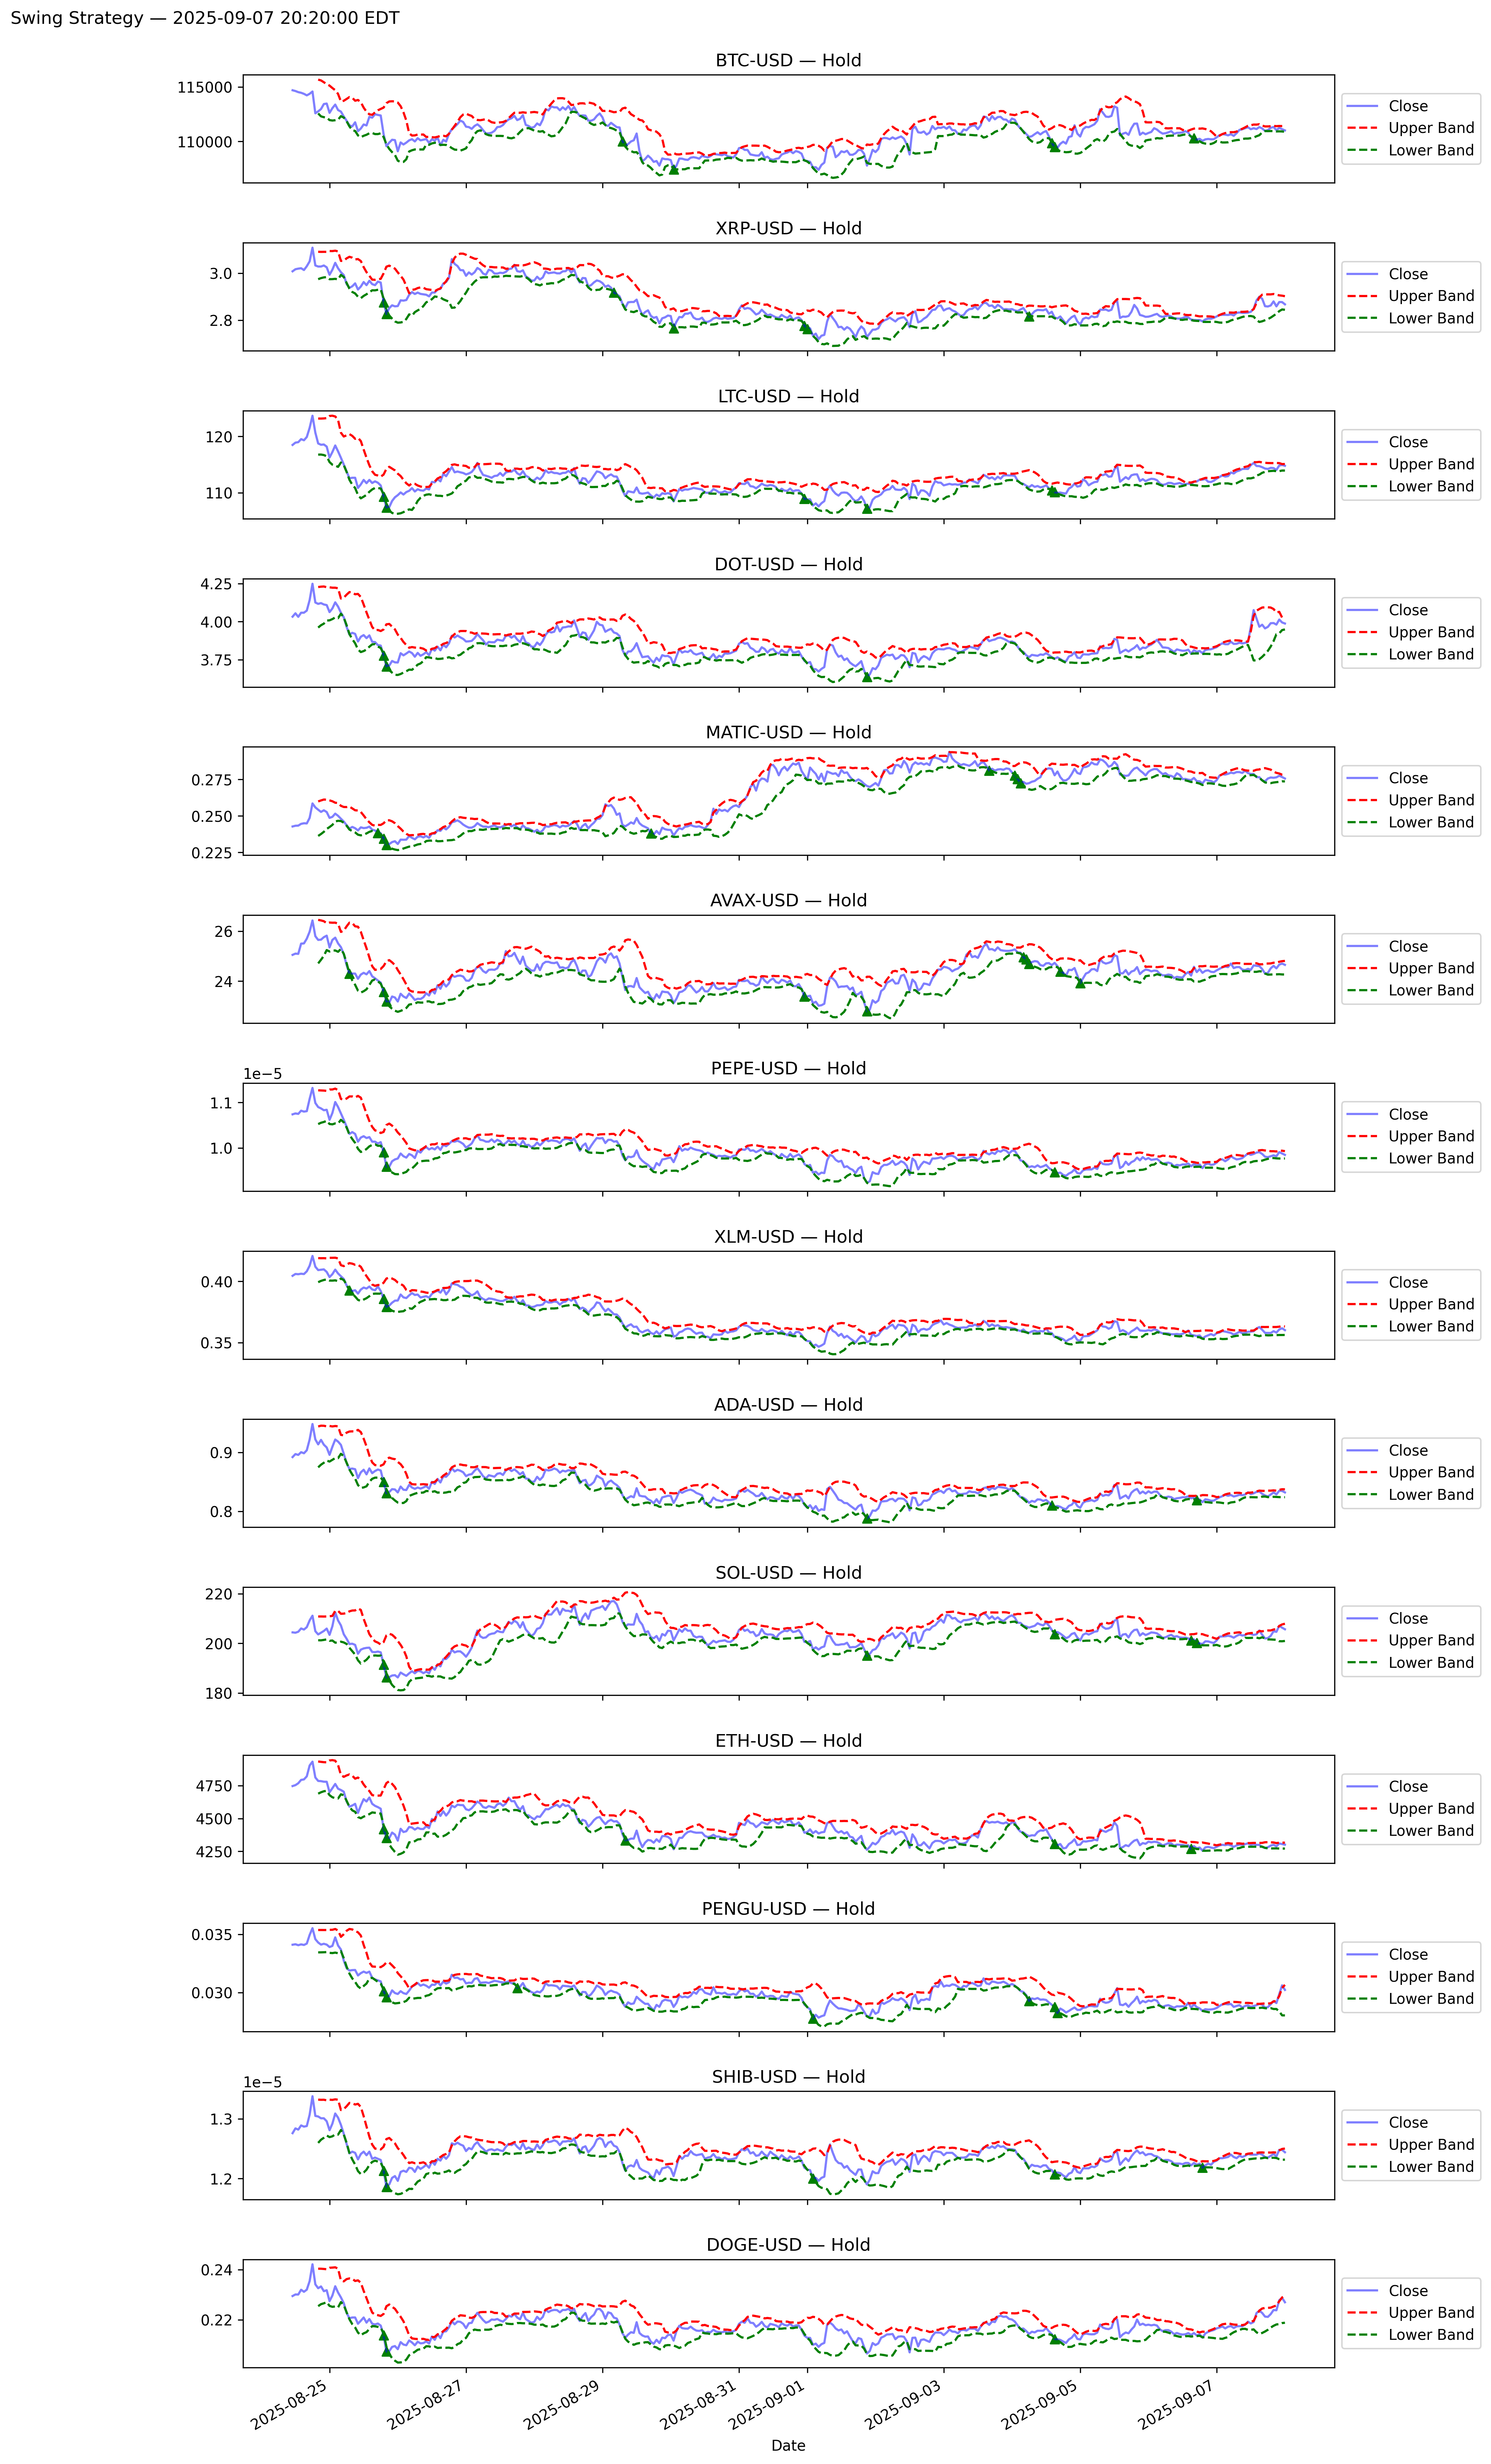 Swing Strategy — 2025-09-07 20:20:00 EDT
BTC-USD — Hold
115000
110000
Close
Upper Band
Lower Band
XRP-USD — Hold
3.0
2.8
Close
Upper Band
Lower Band
LTC-USD — Hold
120
110
Close
Upper Band
Lower Band
DOT-USD — Hold
4.25
4.00
3.75
Close
Upper Band
Lower Band
MATIC-USD — Hold
0.275
0.250
0.225
Close
Upper Band
Lower Band
AVAX-USD — Hold
26
24
Close
Upper Band
Lower Band
PEPE-USD — Hold
1e−5
1.1
1.0
Close
Upper Band
Lower Band
XLM-USD — Hold
0.40
0.35
Close
Upper Band
Lower Band
ADA-USD — Hold
0.9
0.8
Close
Upper Band
Lower Band
SOL-USD — Hold
220
200
180
Close
Upper Band
Lower Band
ETH-USD — Hold
4750
4500
4250
Close
Upper Band
Lower Band
PENGU-USD — Hold
0.035
0.030
Close
Upper Band
Lower Band
SHIB-USD — Hold
1e−5
1.3
1.2
Close
Upper Band
Lower Band
DOGE-USD — Hold
0.24
0.22
Close
Upper Band
Lower Band
2025-08-25
2025-08-27
2025-08-29
2025-08-31
2025-09-01
2025-09-03
2025-09-05
2025-09-07
Date